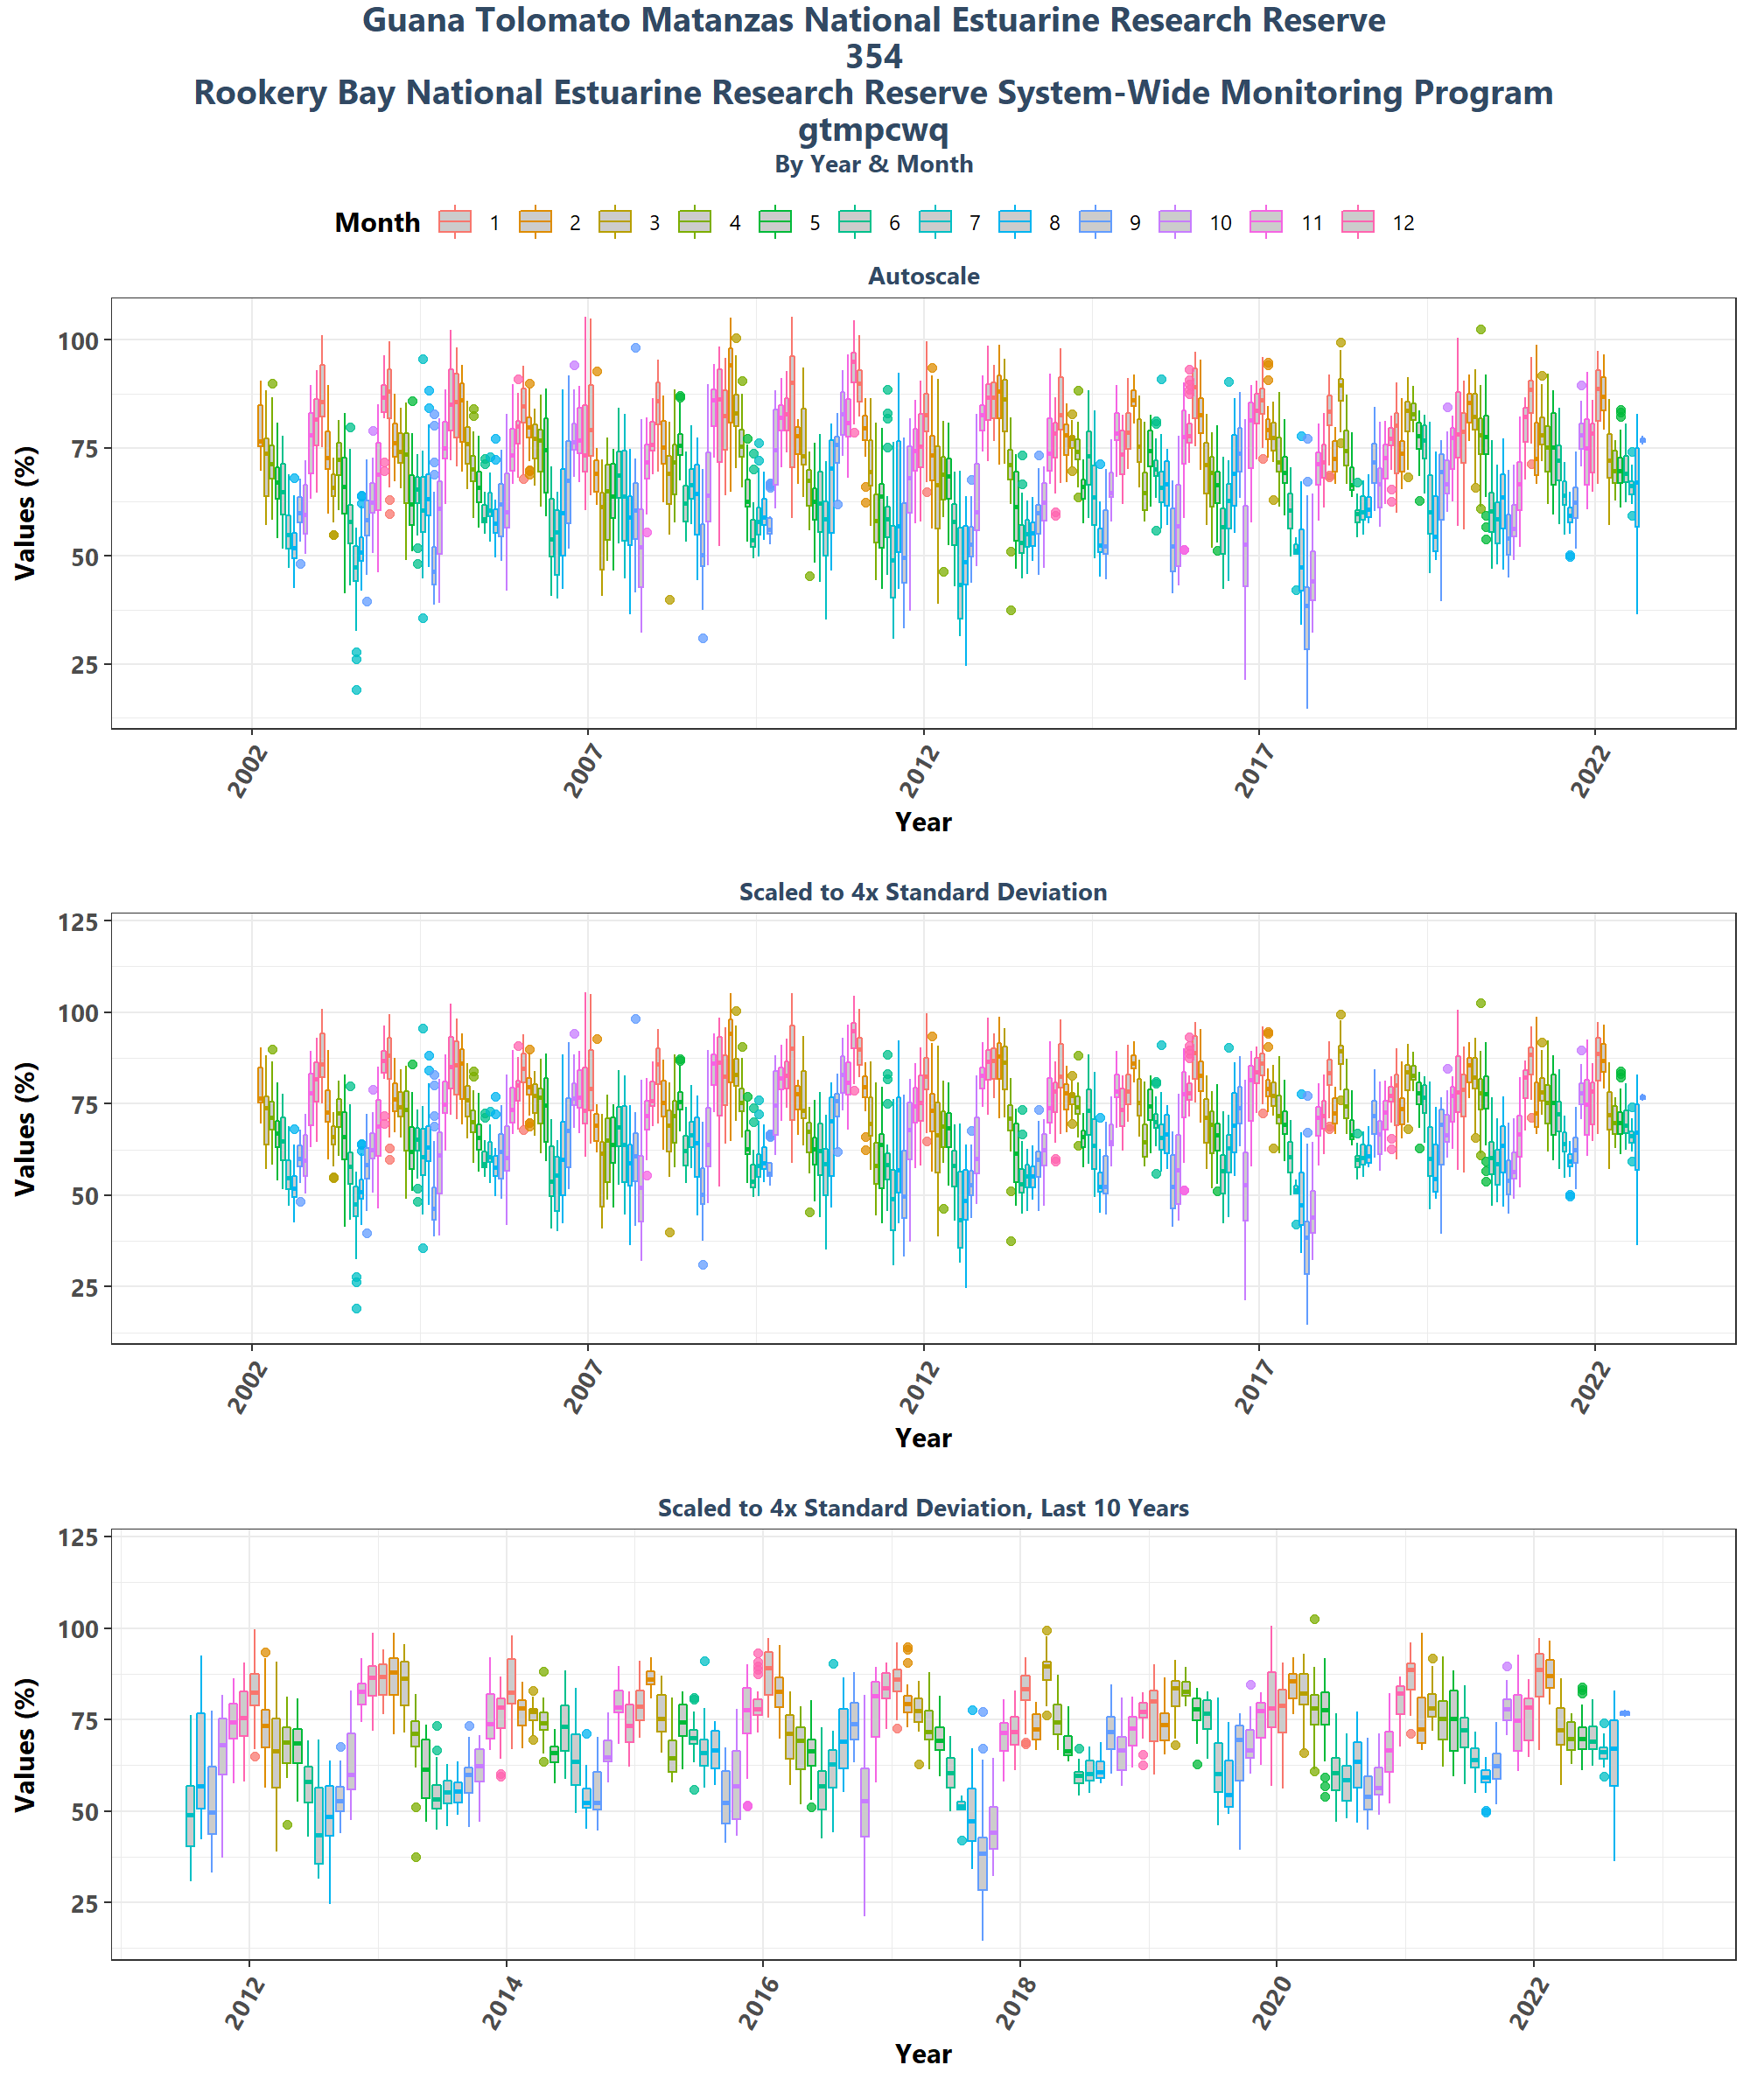 Guana Tolomato Matanzas National Estuarine Research Reserve
354
Rookery Bay National Estuarine Research Reserve System-Wide Monitoring Program
gtmpcwq
By Year & Month
Month 1 2 3 4 5 6 7 8 9 10 11 12
Autoscale
Values (%)
100
75
50
25
2002 2007 2012 2017 2022
Year
Scaled to 4x Standard Deviation
Values (%)
125
100
75
50
25
2002 2007 2012 2017 2022
Year
Scaled to 4x Standard Deviation, Last 10 Years
Values (%)
125
100
75
50
25
2012 2014 2016 2018 2020 2022
Year